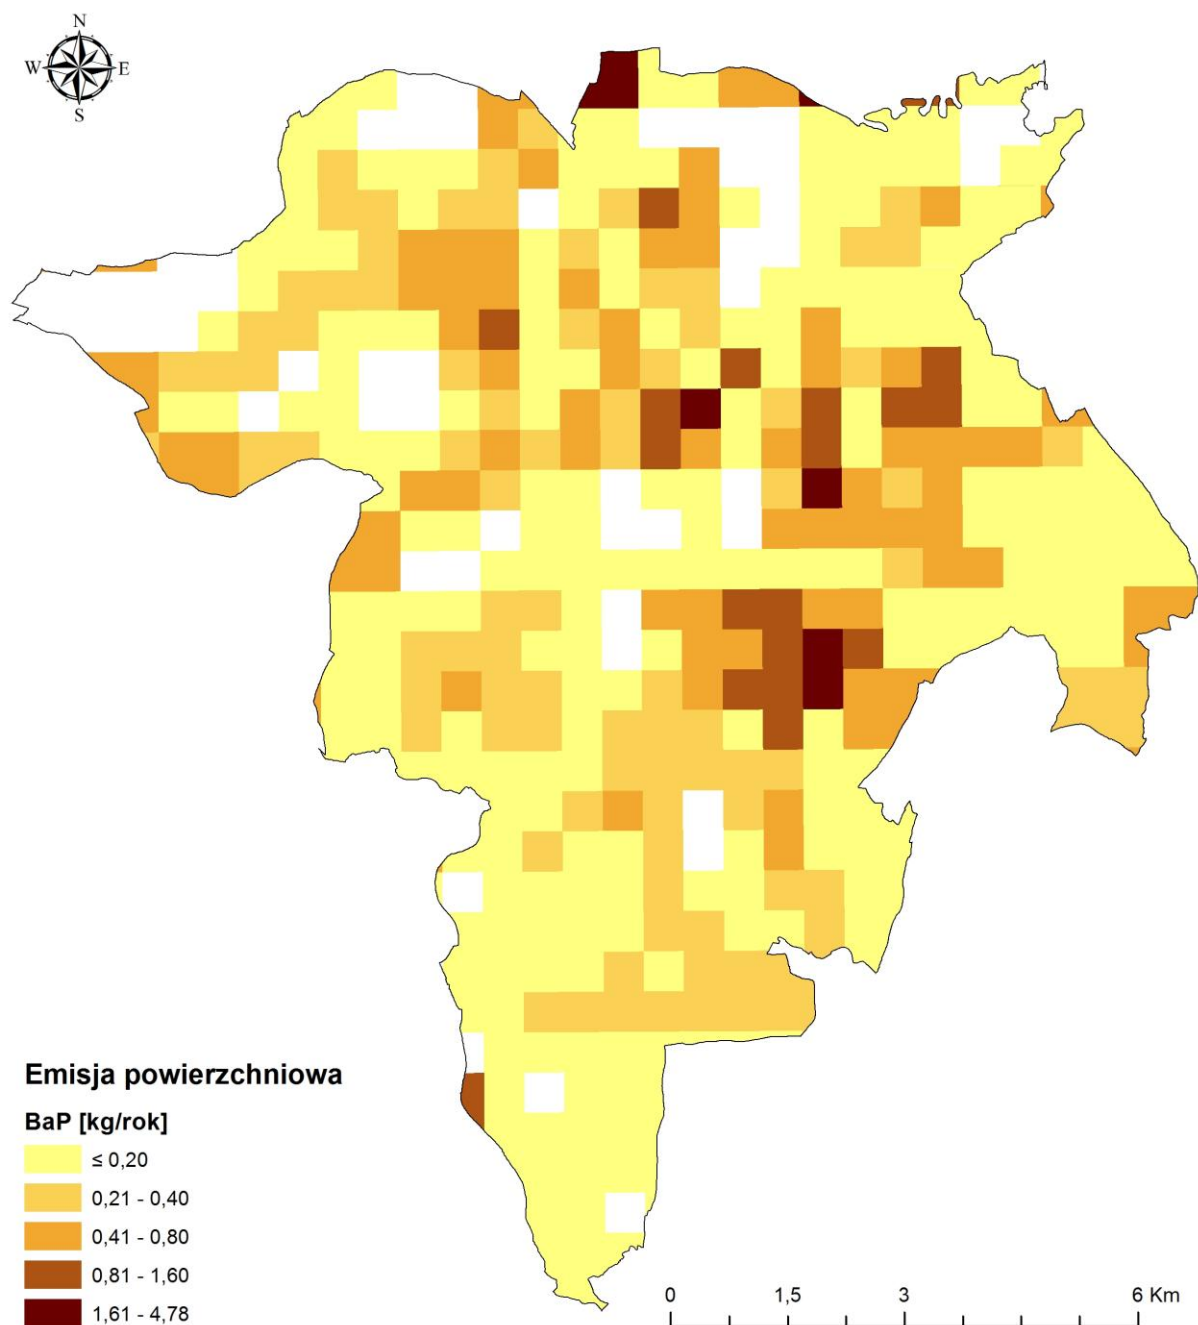 N
W E
S
Emisja powierzchniowa
BaP [kg/rok]
≤ 0,20
0,21 - 0,40
0,41 - 0,80
0,81 - 1,60
1,61 - 4,78
0 1,5 3 6 Km